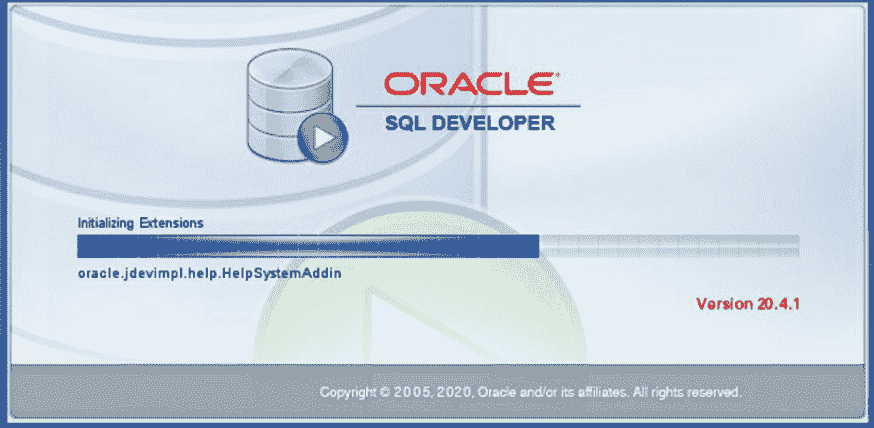 ORACLE
SQL DEVELOPER
Initializing Extensions
oracle.jdevimpl.help.HelpSystemAddin
Version 20.4.1
Copyright © 2005, 2020, Oracle and/or its affiliates. All rights reserved.